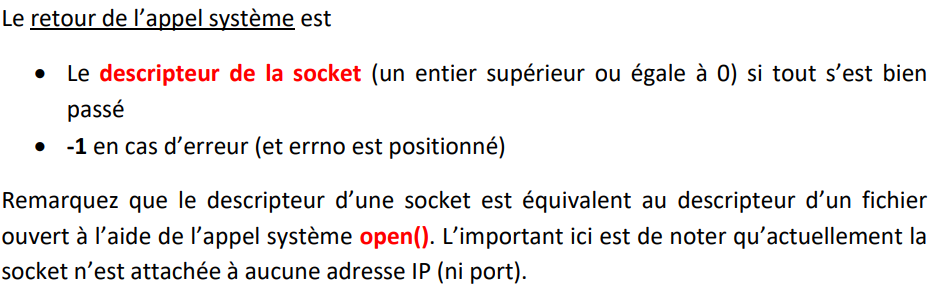 Le retour de l’appel système est
• Le descripteur de la socket (un entier supérieur ou égale à 0) si tout s’est bien
passé
• -1 en cas d’erreur (et errno est positionné)
Remarquez que le descripteur d’une socket est équivalent au descripteur d’un fichier
ouvert à l’aide de l’appel système open(). L’important ici est de noter qu’actuellement la
socket n’est attachée à aucune adresse IP (ni port).